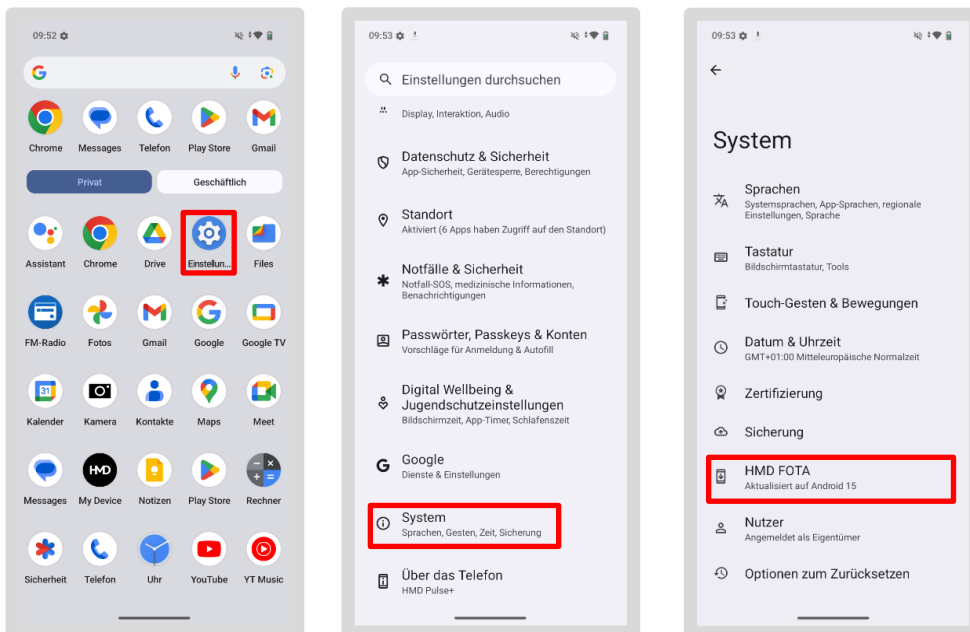 09:52
Chrome Messages Telefon Play Store Gmail
Privat Geschäftlich
Assistant Chrome Drive Einstellun... Files
31
FM-Radio Fotos Gmail Google Google TV
Kalender Kamera Kontakte Maps Meet
HMD
Messages My Device Notizen Play Store Rechner
Sicherheit Telefon Uhr YouTube YT Music
09:53
Einstellungen durchsuchen
Display, Interaktion, Audio
Datenschutz & Sicherheit
App-Sicherheit, Gerätesperre, Berechtigungen
Standort
Aktiviert (6 Apps haben Zugriff auf den Standort)
Notfälle & Sicherheit
Notfall-SOS, medizinische Informationen,
Benachrichtigungen
Passwörter, Passkeys & Konten
Vorschläge für Anmeldung & Autofill
Digital Wellbeing &
Jugendschutzeinstellungen
Bildschirmzeit, App-Timer, Schlafenszeit
Google
Dienste & Einstellungen
System
Sprachen, Gesten, Zeit, Sicherung
Über das Telefon
HMD Pulse+
09:53
System
Sprachen
Systemsprachen, App-Sprachen, regionale
Einstellungen, Sprache
Tastatur
Bildschirmtastatur, Tools
Touch-Gesten & Bewegungen
Datum & Uhrzeit
GMT+01:00 Mitteleuropäische Normalzeit
Zertifizierung
Sicherung
HMD FOTA
Aktualisiert auf Android 15
Nutzer
Angemeldet als Eigentümer
Optionen zum Zurücksetzen